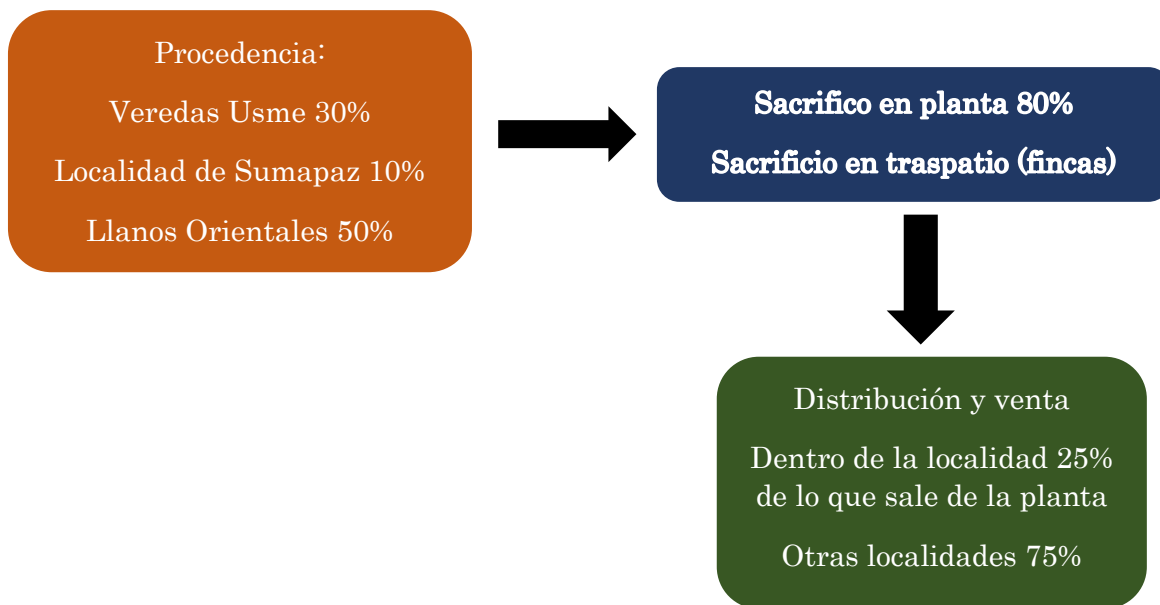 Procedencia:
Veredas Usme 30%
Localidad de Sumapaz 10%
Llanos Orientales 50%
Sacrifico en planta 80%
Sacrificio en traspatio (fincas)
Distribución y venta
Dentro de la localidad 25%
de lo que sale de la planta
Otras localidades 75%